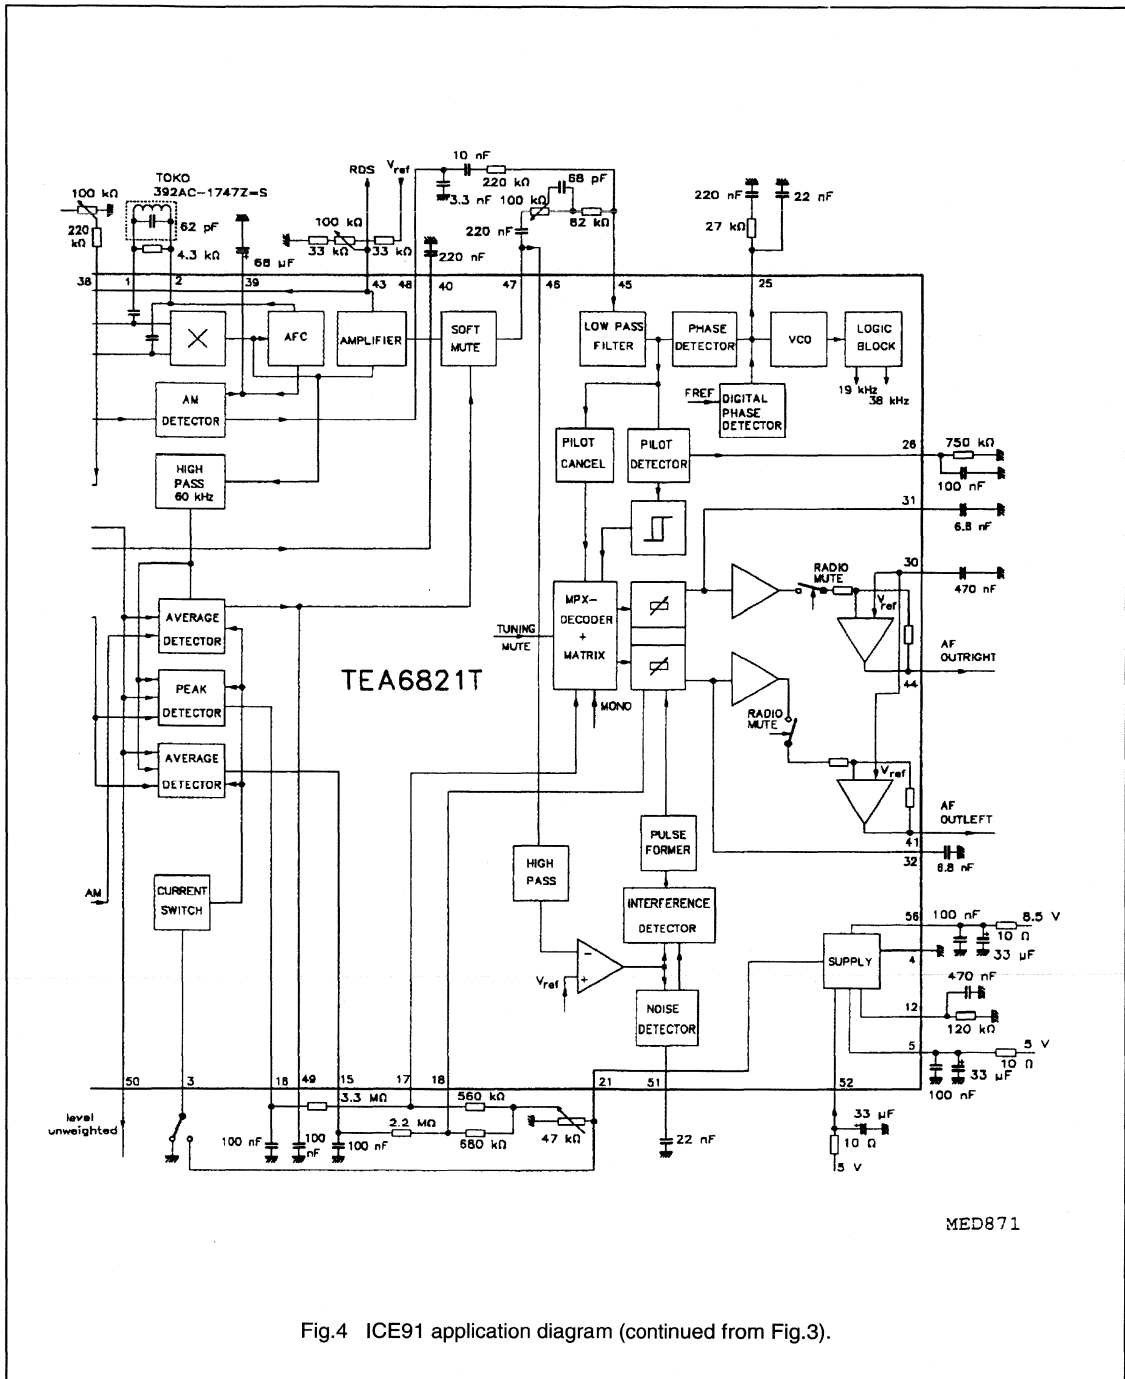 TOKO
392AC-1747Z-S
100 kΩ
220 kΩ
62 pF
4.3 kΩ
68 µF
RDS
Vref
100 kΩ
33 kΩ
33 kΩ
220 nF
10 nF
220 kΩ
3.3 nF
100 kΩ
68 pF
82 kΩ
220 nF
220 nF
22 nF
27 kΩ
38
1
2
39
43
48
40
47
46
45
25
AFC
AMPLIFIER
SOFT MUTE
LOW PASS FILTER
PHASE DETECTOR
VCO
LOGIC BLOCK
19 kHz
38 kHz
FREF
DIGITAL PHASE DETECTOR
AM DETECTOR
HIGH PASS 60 kHz
PILOT CANCEL
PILOT DETECTOR
26
750 kΩ
100 nF
31
6.8 nF
30
470 nF
RADIO MUTE
Vref
AF OUTRIGHT
44
AVERAGE DETECTOR
PEAK DETECTOR
AVERAGE DETECTOR
TEA6821T
TUNING MUTE
MPX-DECODER + MATRIX
MONO
RADIO MUTE
Vref
AF OUTLEFT
41
32
6.8 nF
PULSE FORMER
HIGH PASS
INTERFERENCE DETECTOR
NOISE DETECTOR
Vref
−
+
AM
CURRENT SWITCH
SUPPLY
56
100 nF
8.5 V
10 Ω
33 µF
4
470 nF
12
120 kΩ
5
5 V
10 Ω
33 µF
100 nF
50
3
16
49
15
17
18
21
51
52
level unweighted
3.3 MΩ
560 kΩ
2.2 MΩ
680 kΩ
47 kΩ
100 nF
100 nF
100 nF
22 nF
33 µF
10 Ω
5 V
MED871
Fig.4 ICE91 application diagram (continued from Fig.3).